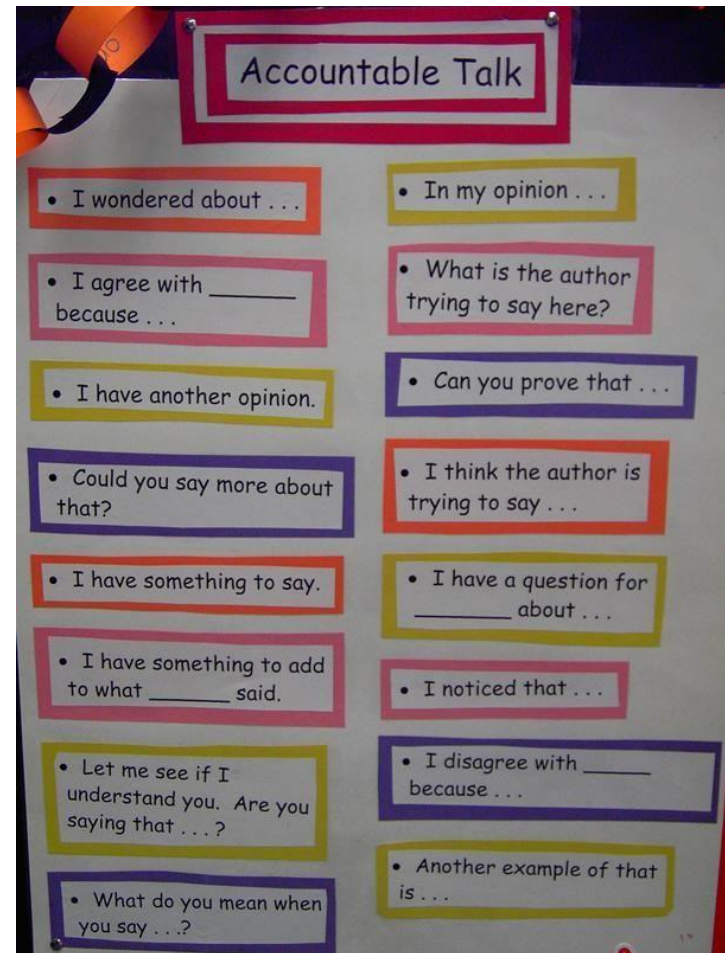 Accountable Talk
• I wondered about . . .
• I agree with _______
because . . .
• I have another opinion.
• Could you say more about
that?
• I have something to say.
• I have something to add
to what _______ said.
• Let me see if I
understand you. Are you
saying that . . . ?
• What do you mean when
you say . . .?
• In my opinion . . .
• What is the author
trying to say here?
• Can you prove that . . .
• I think the author is
trying to say . . .
• I have a question for
_______ about . . .
• I noticed that . . .
• I disagree with ______
because . . .
• Another example of that
is . . .